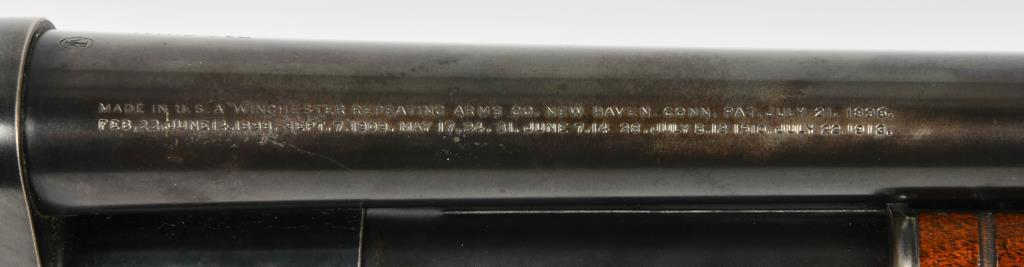 MADE IN U.S.A. WINCHESTER REPEATING ARMS CO. NEW HAVEN. CONN. PAT. JULY 21. 1896.
FEB. 22. JUNE 14. 1898. SEPT. 7. 1909. MAY 17. 24. 31. JUNE 7. 14. 28. JULY 5. 12. 1910. JULY 22. 1913.